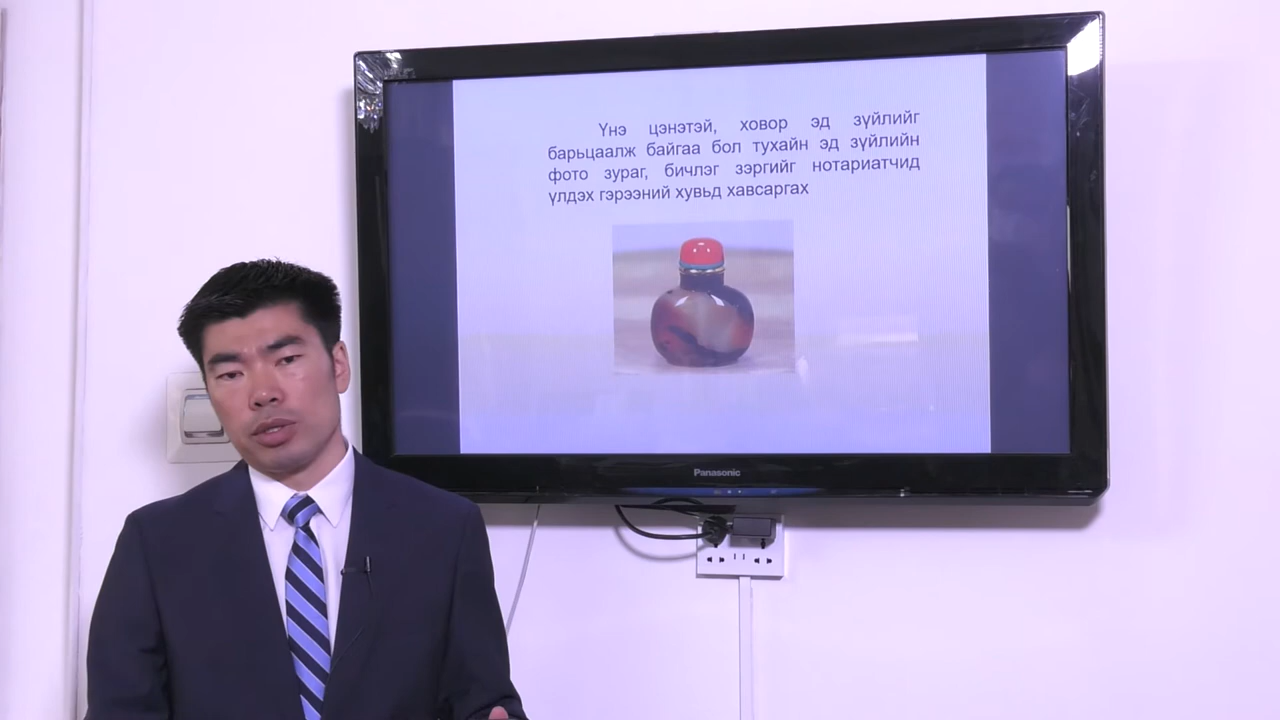 Үнэ цэнэтэй, ховор эд зүйлийг
барьцаалж байгаа бол тухайн эд зүйлийн
фото зураг, бичлэг зэргийг нотариатчид
үлдэх гэрээний хувьд хавсаргах
Panasonic